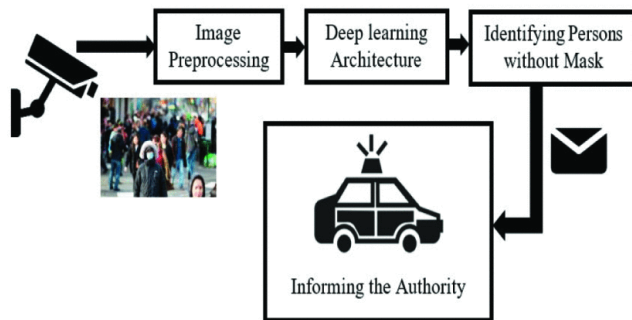 Image
Preprocessing
Deep learning
Architecture
Identifying Persons
without Mask
Informing the Authority